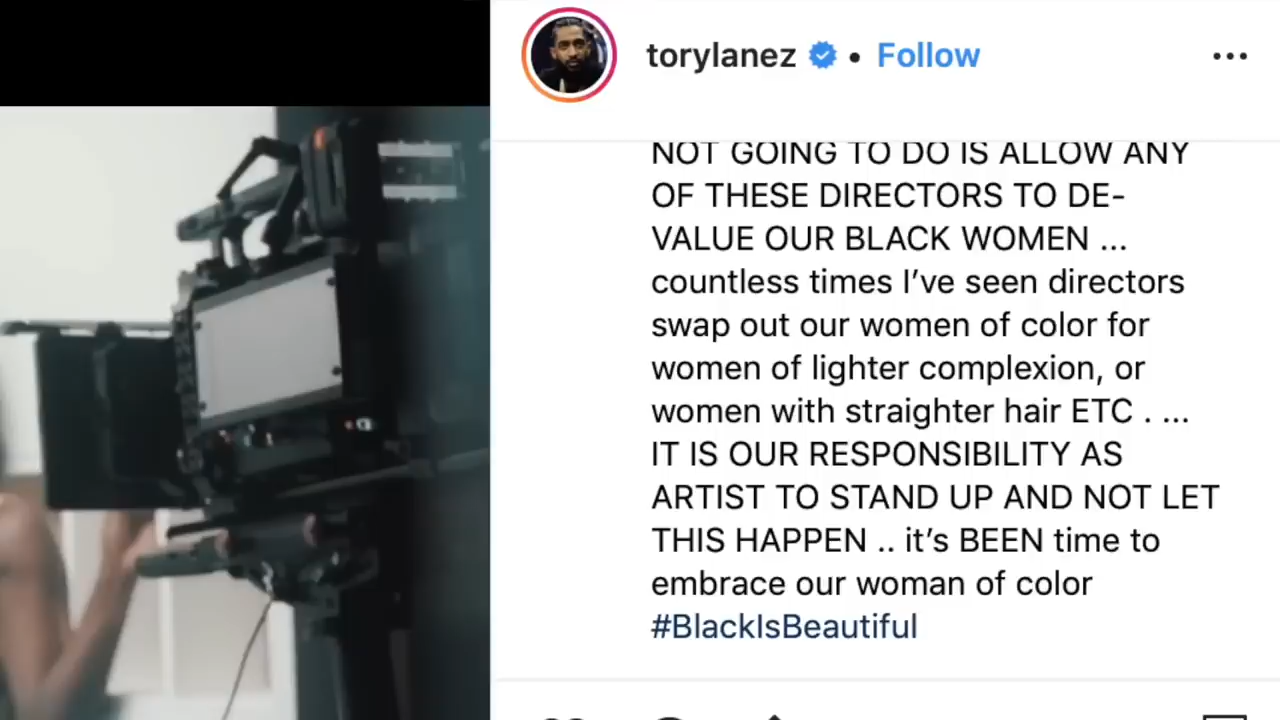 torylanez • Follow
NOT GOING TO DO IS ALLOW ANY
OF THESE DIRECTORS TO DE-
VALUE OUR BLACK WOMEN ...
countless times I’ve seen directors
swap out our women of color for
women of lighter complexion, or
women with straighter hair ETC . ...
IT IS OUR RESPONSIBILITY AS
ARTIST TO STAND UP AND NOT LET
THIS HAPPEN .. it’s BEEN time to
embrace our woman of color
#BlackIsBeautiful